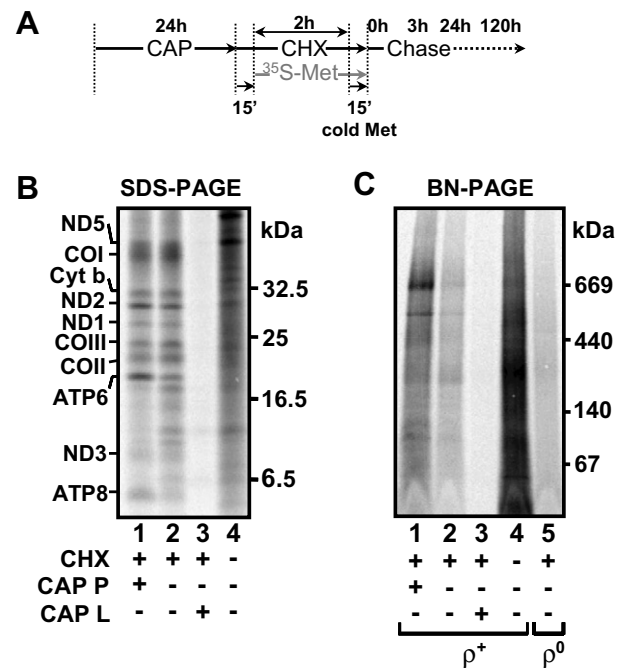 A
24h
2h
0h 3h 24h 120h
CAP
CHX
Chase
35S-Met
15’
15’
cold Met
B
SDS-PAGE
kDa
ND5
COI
Cyt b
ND2
ND1
COIII
COII
ATP6
ND3
ATP8
32.5
25
16.5
6.5
1 2 3 4
CHX + + + -
CAP P + - - -
CAP L - - + -
C
BN-PAGE
kDa
669
440
140
67
1 2 3 4 5
+ + + - +
+ - - - -
- - + - -
ρ+ ρ0